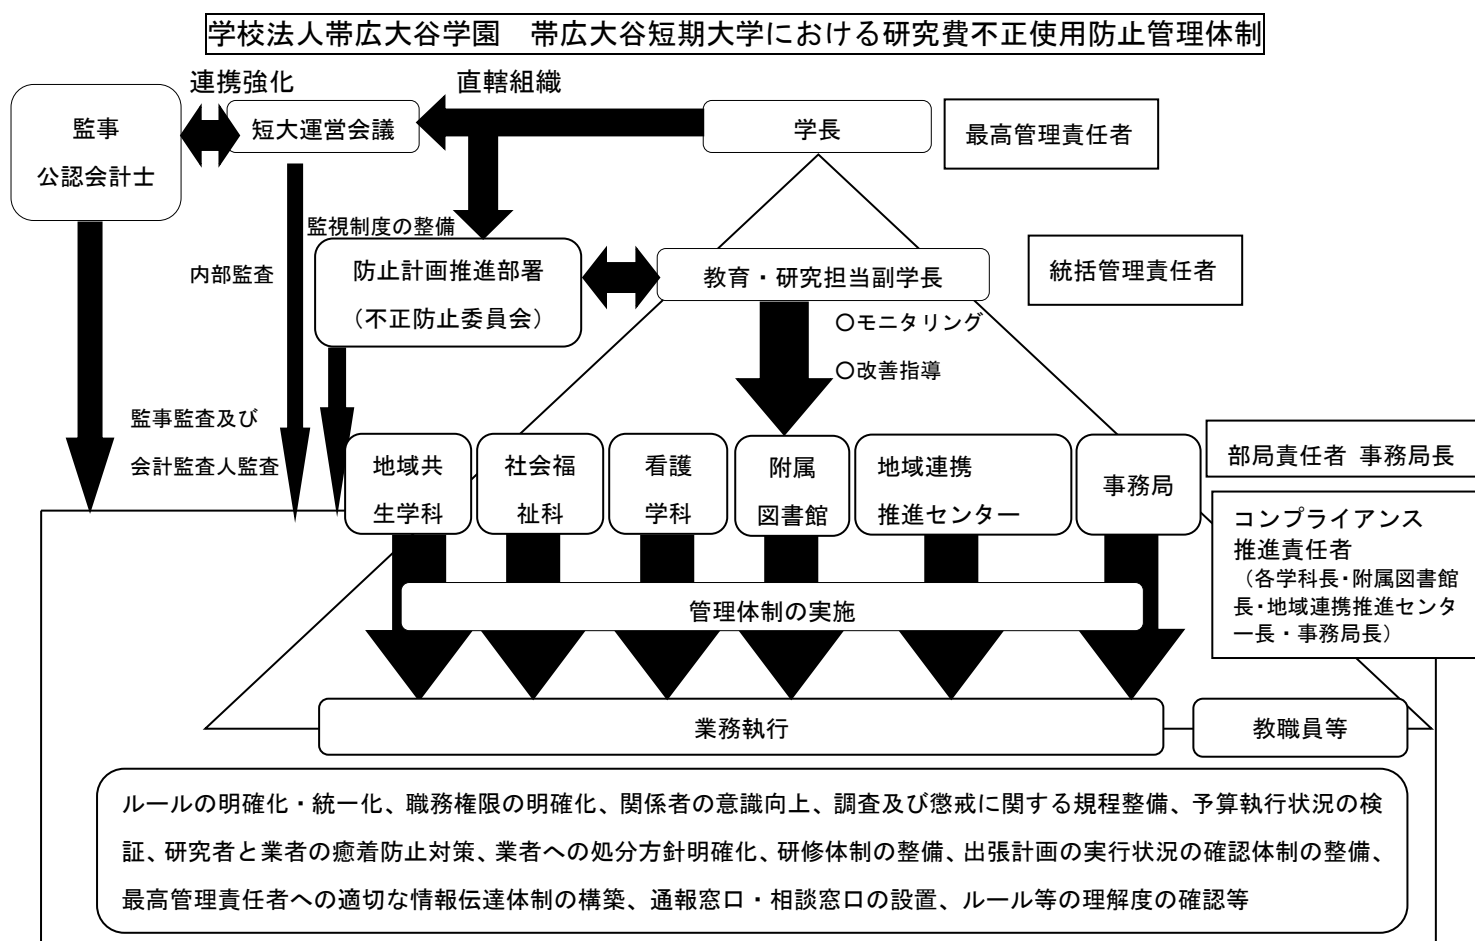 学校法人帯広大谷学園　帯広大谷短期大学における研究費不正使用防止管理体制
連携強化
直轄組織
監事
公認会計士
短大運営会議
学長
最高管理責任者
監視制度の整備
内部監査
防止計画推進部署
（不正防止委員会）
教育・研究担当副学長
統括管理責任者
〇モニタリング
〇改善指導
監事監査及び
会計監査人監査
地域共
生学科
社会福
祉科
看護
学科
附属
図書館
地域連携
推進センター
事務局
部局責任者 事務局長
コンプライアンス
推進責任者
（各学科長・附属図書館
長・地域連携推進センタ
ー長・事務局長）
管理体制の実施
業務執行
教職員等
ルールの明確化・統一化、職務権限の明確化、関係者の意識向上、調査及び懲戒に関する規程整備、予算執行状況の検
証、研究者と業者の癒着防止対策、業者への処分方針明確化、研修体制の整備、出張計画の実行状況の確認体制の整備、
最高管理責任者への適切な情報伝達体制の構築、通報窓口・相談窓口の設置、ルール等の理解度の確認等